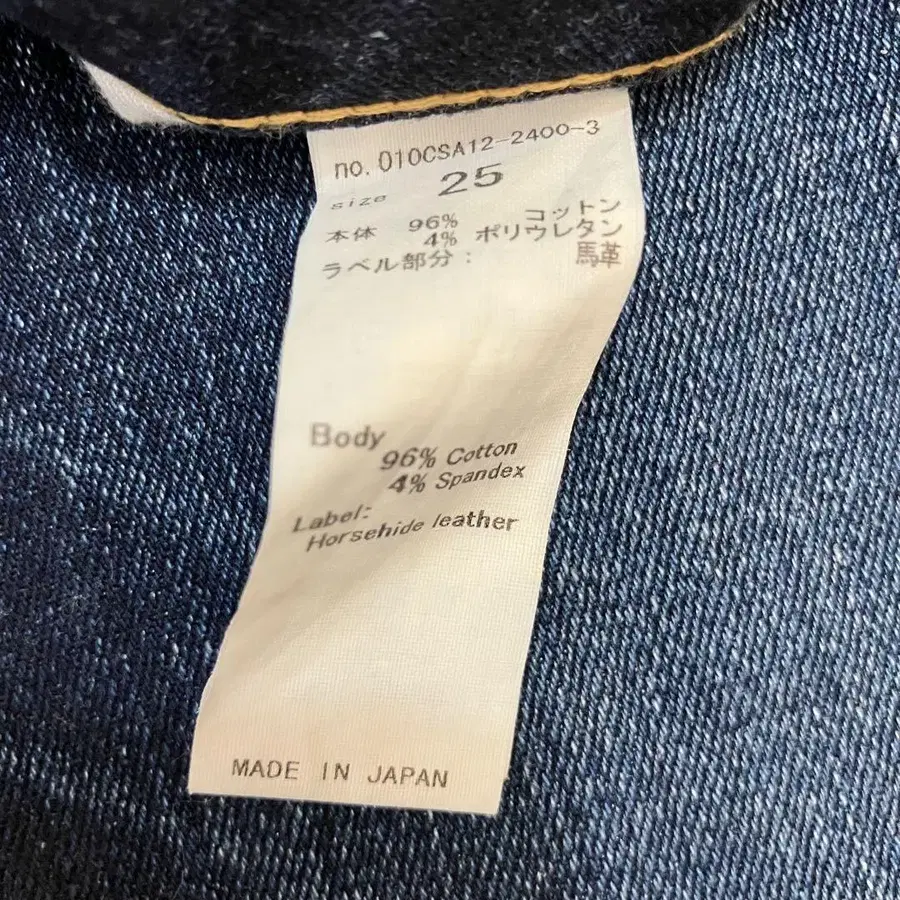 no.010CSA12-2400-3
size 25
本体 96% コットン
4% ポリウレタン
ラベル部分： 馬革
Body
96% Cotton
4% Spandex
Label:
Horsehide leather
MADE IN JAPAN